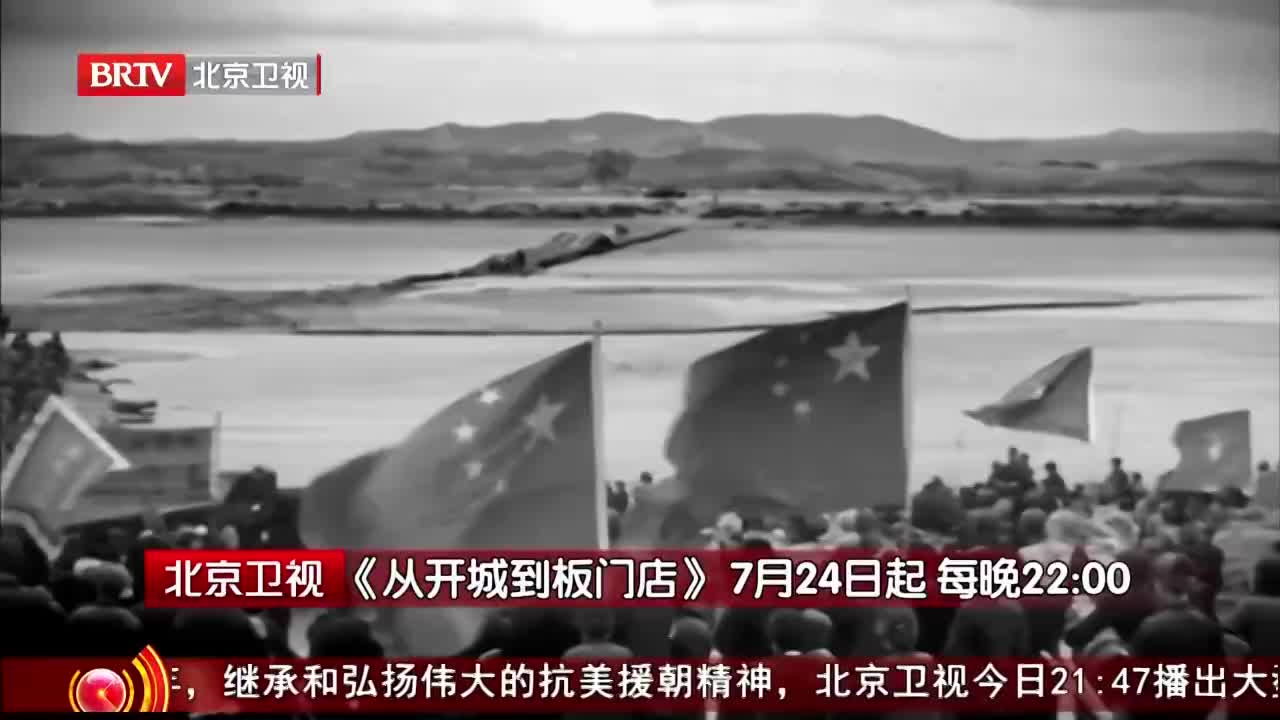 BRTV 北京卫视
北京卫视 《从开城到板门店》 7月24日起 每晚22:00
，继承和弘扬伟大的抗美援朝精神，北京卫视今日21:47播出大